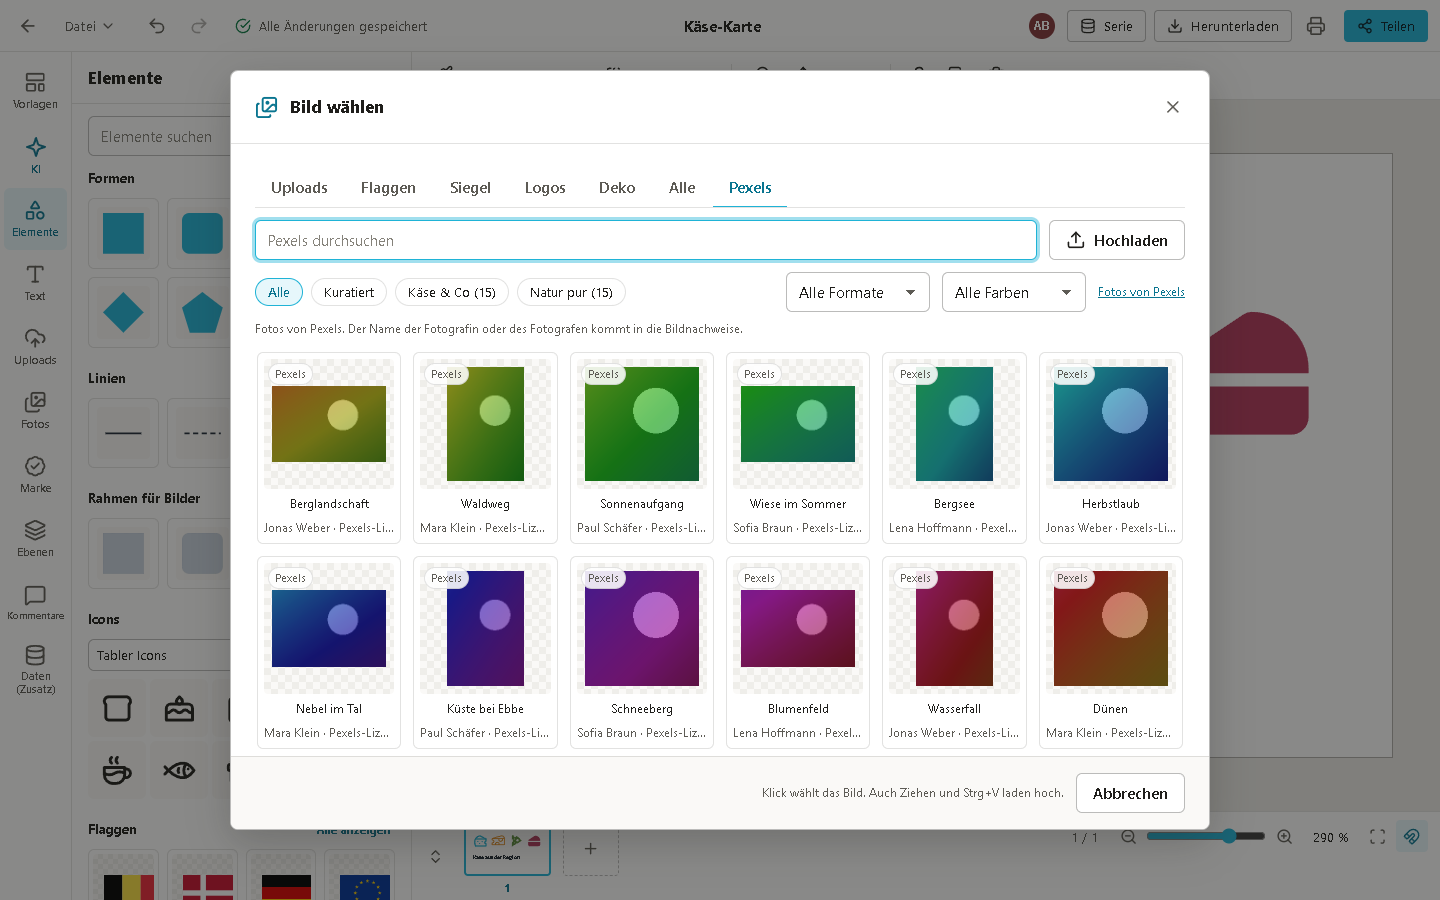 Datei
Alle Änderungen gespeichert
Käse-Karte
AB
Serie
Herunterladen
Teilen
Vorlagen
KI
Elemente
Text
Uploads
Fotos
Marke
Ebenen
Kommentare
Daten
(Zusatz)
Elemente
Elemente suchen
Formen
Linien
Rahmen für Bilder
Icons
Tabler Icons
Flaggen
Alle anzeigen
Bild wählen
Uploads
Flaggen
Siegel
Logos
Deko
Alle
Pexels
Pexels durchsuchen
Hochladen
Alle
Kuratiert
Käse & Co (15)
Natur pur (15)
Alle Formate
Alle Farben
Fotos von Pexels
Fotos von Pexels. Der Name der Fotografin oder des Fotografen kommt in die Bildnachweise.
Pexels
Pexels
Pexels
Pexels
Pexels
Pexels
Berglandschaft
Waldweg
Sonnenaufgang
Wiese im Sommer
Bergsee
Herbstlaub
Jonas Weber · Pexels-Liz...
Mara Klein · Pexels-Liz...
Paul Schäfer · Pexels-Liz...
Sofia Braun · Pexels-Liz...
Lena Hoffmann · Pexel...
Jonas Weber · Pexels-Li...
Pexels
Pexels
Pexels
Pexels
Pexels
Pexels
Nebel im Tal
Küste bei Ebbe
Schneeberg
Blumenfeld
Wasserfall
Dünen
Mara Klein · Pexels-Liz...
Paul Schäfer · Pexels-Li...
Sofia Braun · Pexels-Liz...
Lena Hoffmann · Pexel...
Jonas Weber · Pexels-Li...
Mara Klein · Pexels-Liz...
Klick wählt das Bild. Auch Ziehen und Strg+V laden hoch.
Abbrechen
Käse aus der Region
1
1 / 1
290 %